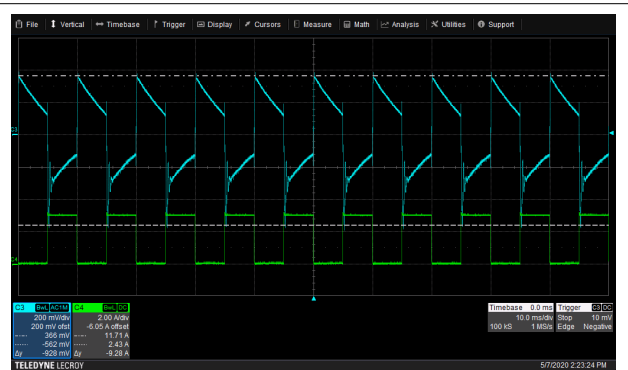 File Vertical Timebase Trigger Display Cursors Measure Math Analysis Utilities Support
C3
C4
C3 BwL AC1M C4 BwL DC
200 mV/div 2.00 A/div
200 mV ofst -6.05 A offset
366 mV 11.71 A
-562 mV 2.43 A
Δy -928 mV Δy -9.28 A
Timebase 0.0 ms Trigger C3 DC
10.0 ms/div Stop 10 mV
100 kS 1 MS/s Edge Negative
TELEDYNE LECROY 5/7/2020 2:23:24 PM